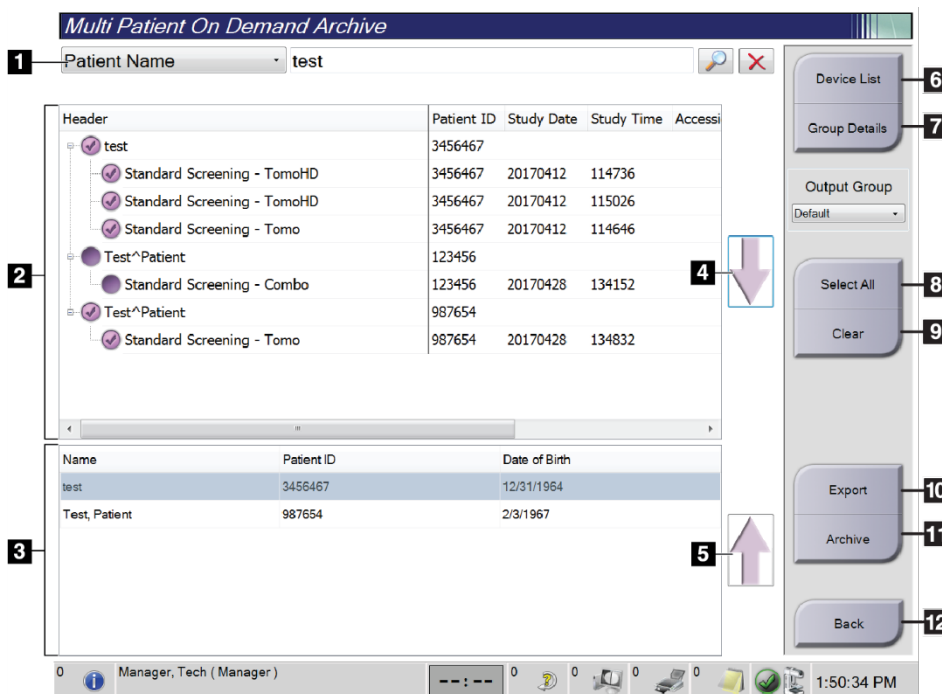 Multi Patient On Demand Archive
1 Patient Name test
Device List 6
Group Details 7
Output Group
Default
Header Patient ID Study Date Study Time Accessi
test 3456467
Standard Screening - TomoHD 3456467 20170412 114736
Standard Screening - TomoHD 3456467 20170412 115026
Standard Screening - Tomo 3456467 20170412 114646
Test^Patient 123456
2 Standard Screening - Combo 123456 20170428 134152
4
Select All 8
Test^Patient 987654
Standard Screening - Tomo 987654 20170428 134832
Clear 9
Name Patient ID Date of Birth
test 3456467 12/31/1964
Export 10
Test, Patient 987654 2/3/1967
Archive 11
3
5
Back 12
0 Manager, Tech ( Manager ) --:-- 0 0 0 0 1:50:34 PM